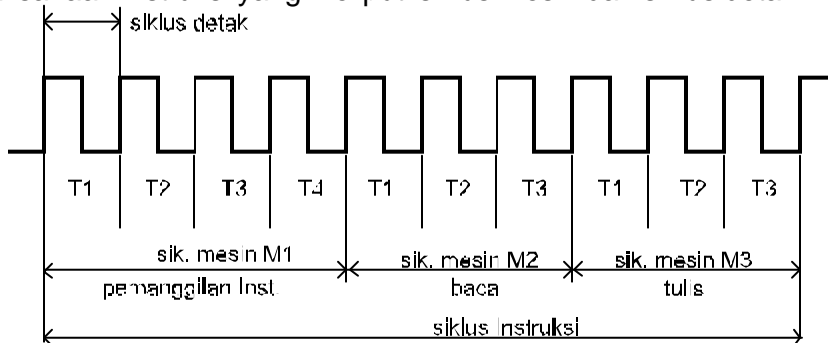 yang
siklus detak
T1 T2 T3 T4 T1 T2 T3 T1 T2 T3
sik. mesin M1 sik. mesin M2 sik. mesin M3
pemanggilan Inst. baca tulis
siklus Instruksi